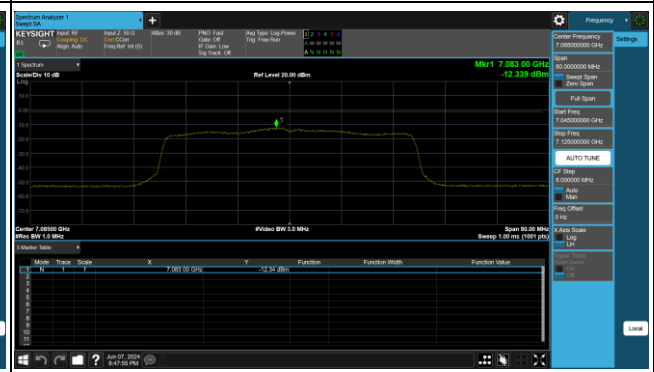 Spectrum Analyzer 1
Swept SA
+
Frequency
KEYSIGHT
Input: RF
Coupling: DC
Align: Auto
Input Z: 50 Ω
Corr CCorr
Freq Ref: Int (S)
Atten: 30 dB
PNO: Fast
Gate: Off
IF Gain: Low
Sig Track: Off
Avg Type: Log-Power
Trig: Free Run
1 2 3 4 5 6
A W W W W W
A N N N N N
RL
1 Spectrum
Scale/Div 10 dB
Log
Ref Level 20.00 dBm
Mkr1 7.083 00 GHz
-12.339 dBm
10.0
0.00
-10.0
-20.0
-30.0
-40.0
-50.0
-60.0
-70.0
1
Center 7.08500 GHz
#Res BW 1.0 MHz
#Video BW 3.0 MHz
Span 80.00 MHz
Sweep 1.00 ms (1001 pts)
5 Marker Table
Mode Trace Scale X Y Function Function Width Function Value
1 N 1 f 7.083 00 GHz -12.34 dBm
2
3
4
5
6
7
8
9
10
11
Jun 07, 2024
8:47:55 PM
Center Frequency
7.085000000 GHz
Span
80.0000000 MHz
Swept Span
Zero Span
Full Span
Start Freq
7.045000000 GHz
Stop Freq
7.125000000 GHz
AUTO TUNE
CF Step
8.000000 MHz
Auto
Man
Freq Offset
0 Hz
X Axis Scale
Log
Lin
Signal Track
(Span Zoom)
On
Off
Settings
Local